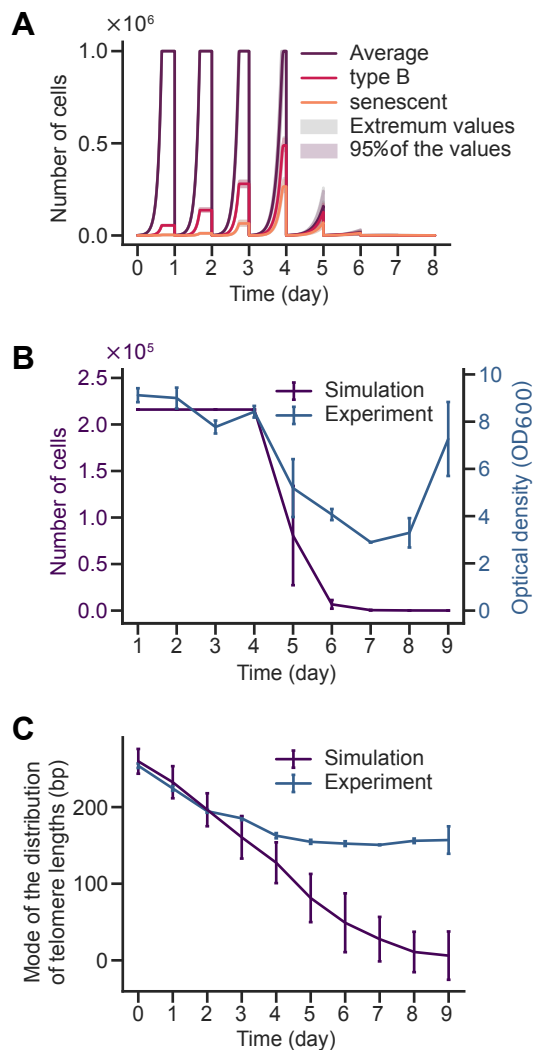 A
×10⁶
1.0
0.5
0.0
Number of cells
Average
type B
senescent
Extremum values
95%of the values
0 1 2 3 4 5 6 7 8
Time (day)
B
×10⁵
2.5
2.0
1.0
0.5
0.0
Number of cells
Simulation
Experiment
10
8
6
4
2
0
Optical density (OD600)
1 2 3 4 5 6 7 8 9
Time (day)
C
200
100
0
Mode of the distribution
of telomere lengths (bp)
Simulation
Experiment
0 1 2 3 4 5 6 7 8 9
Time (day)